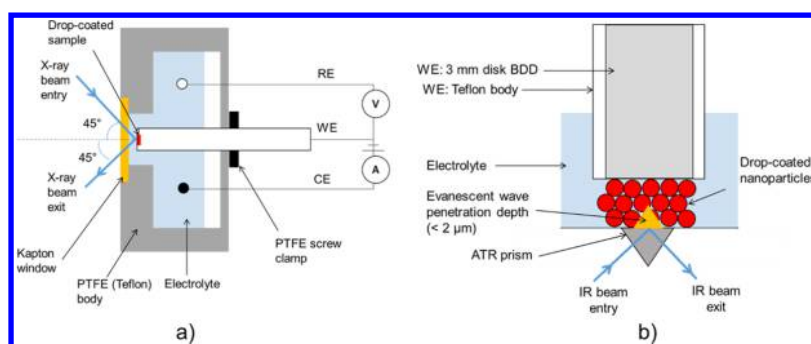 Drop-coated
sample
X-ray
beam
entry
45°
45°
X-ray
beam
exit
Kapton
window
PTFE (Teflon)
body
Electrolyte
PTFE screw
clamp
RE
WE
CE
V
A
a)
WE: 3 mm disk BDD
WE: Teflon body
Electrolyte
Evanescent wave
penetration depth
(< 2 µm)
ATR prism
IR beam
entry
IR beam
exit
Drop-coated
nanoparticles
b)